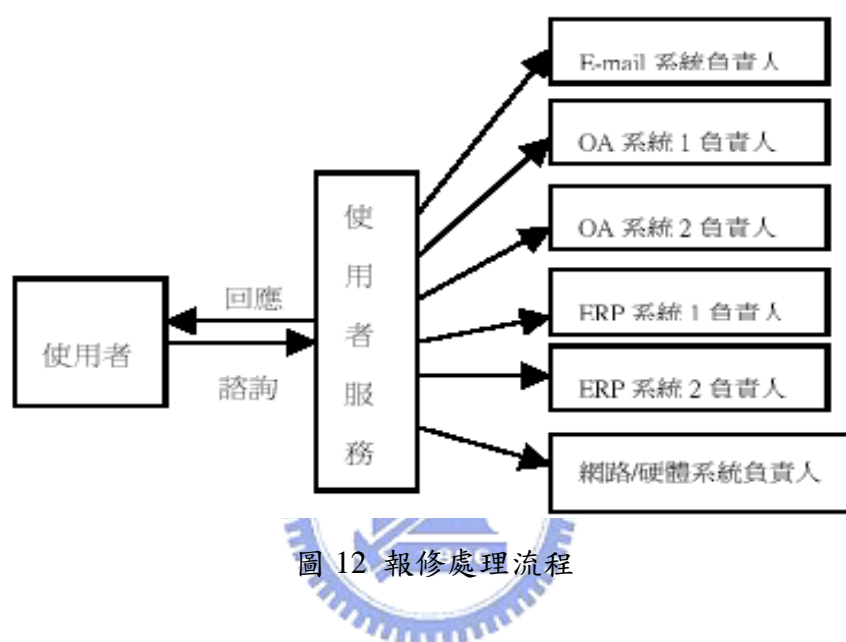 E-mail 系統負責人
OA 系統 1 負責人
OA 系統 2 負責人
ERP 系統 1 負責人
ERP 系統 2 負責人
網路/硬體系統負責人
使用者服務
回應
諮詢
使用者
圖 12 報修處理流程